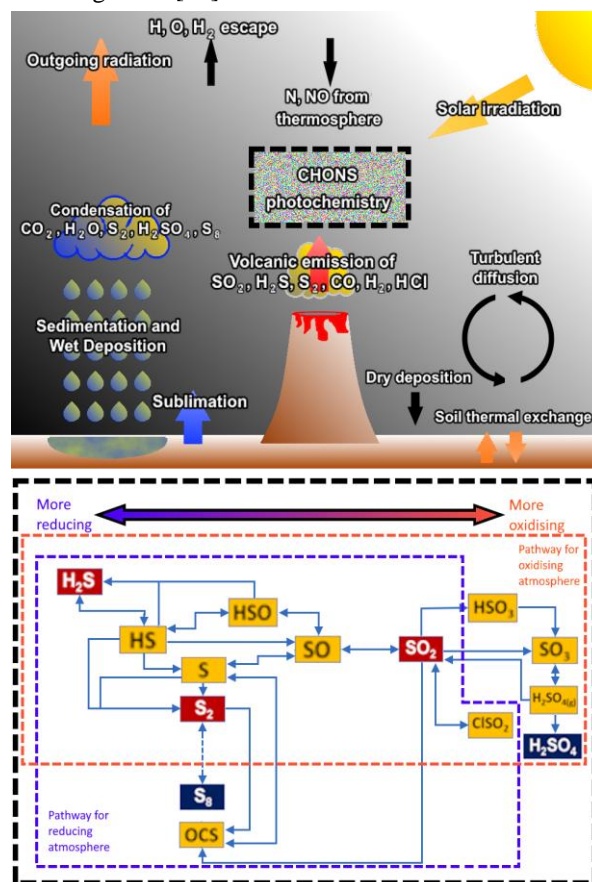 H, O, H₂ escape
Outgoing radiation
N, NO from
thermosphere
Solar irradiation
CHONS
photochemistry
Condensation of
CO₂, H₂O, S₂, H₂SO₄, S₈
Volcanic emission of
SO₂, H₂S, S₂, CO, H₂, HCl
Turbulent
diffusion
Sedimentation and
Wet Deposition
Dry deposition
Sublimation
Soil thermal exchange
More
reducing
More
oxidising
Pathway for
oxidising
atmosphere
H₂S
HSO
HSO₃
HS
SO
SO₂
SO₃
S
H₂SO₄₍g₎
S₂
ClSO₂
H₂SO₄
S₈
Pathway for
reducing
atmosphere
OCS